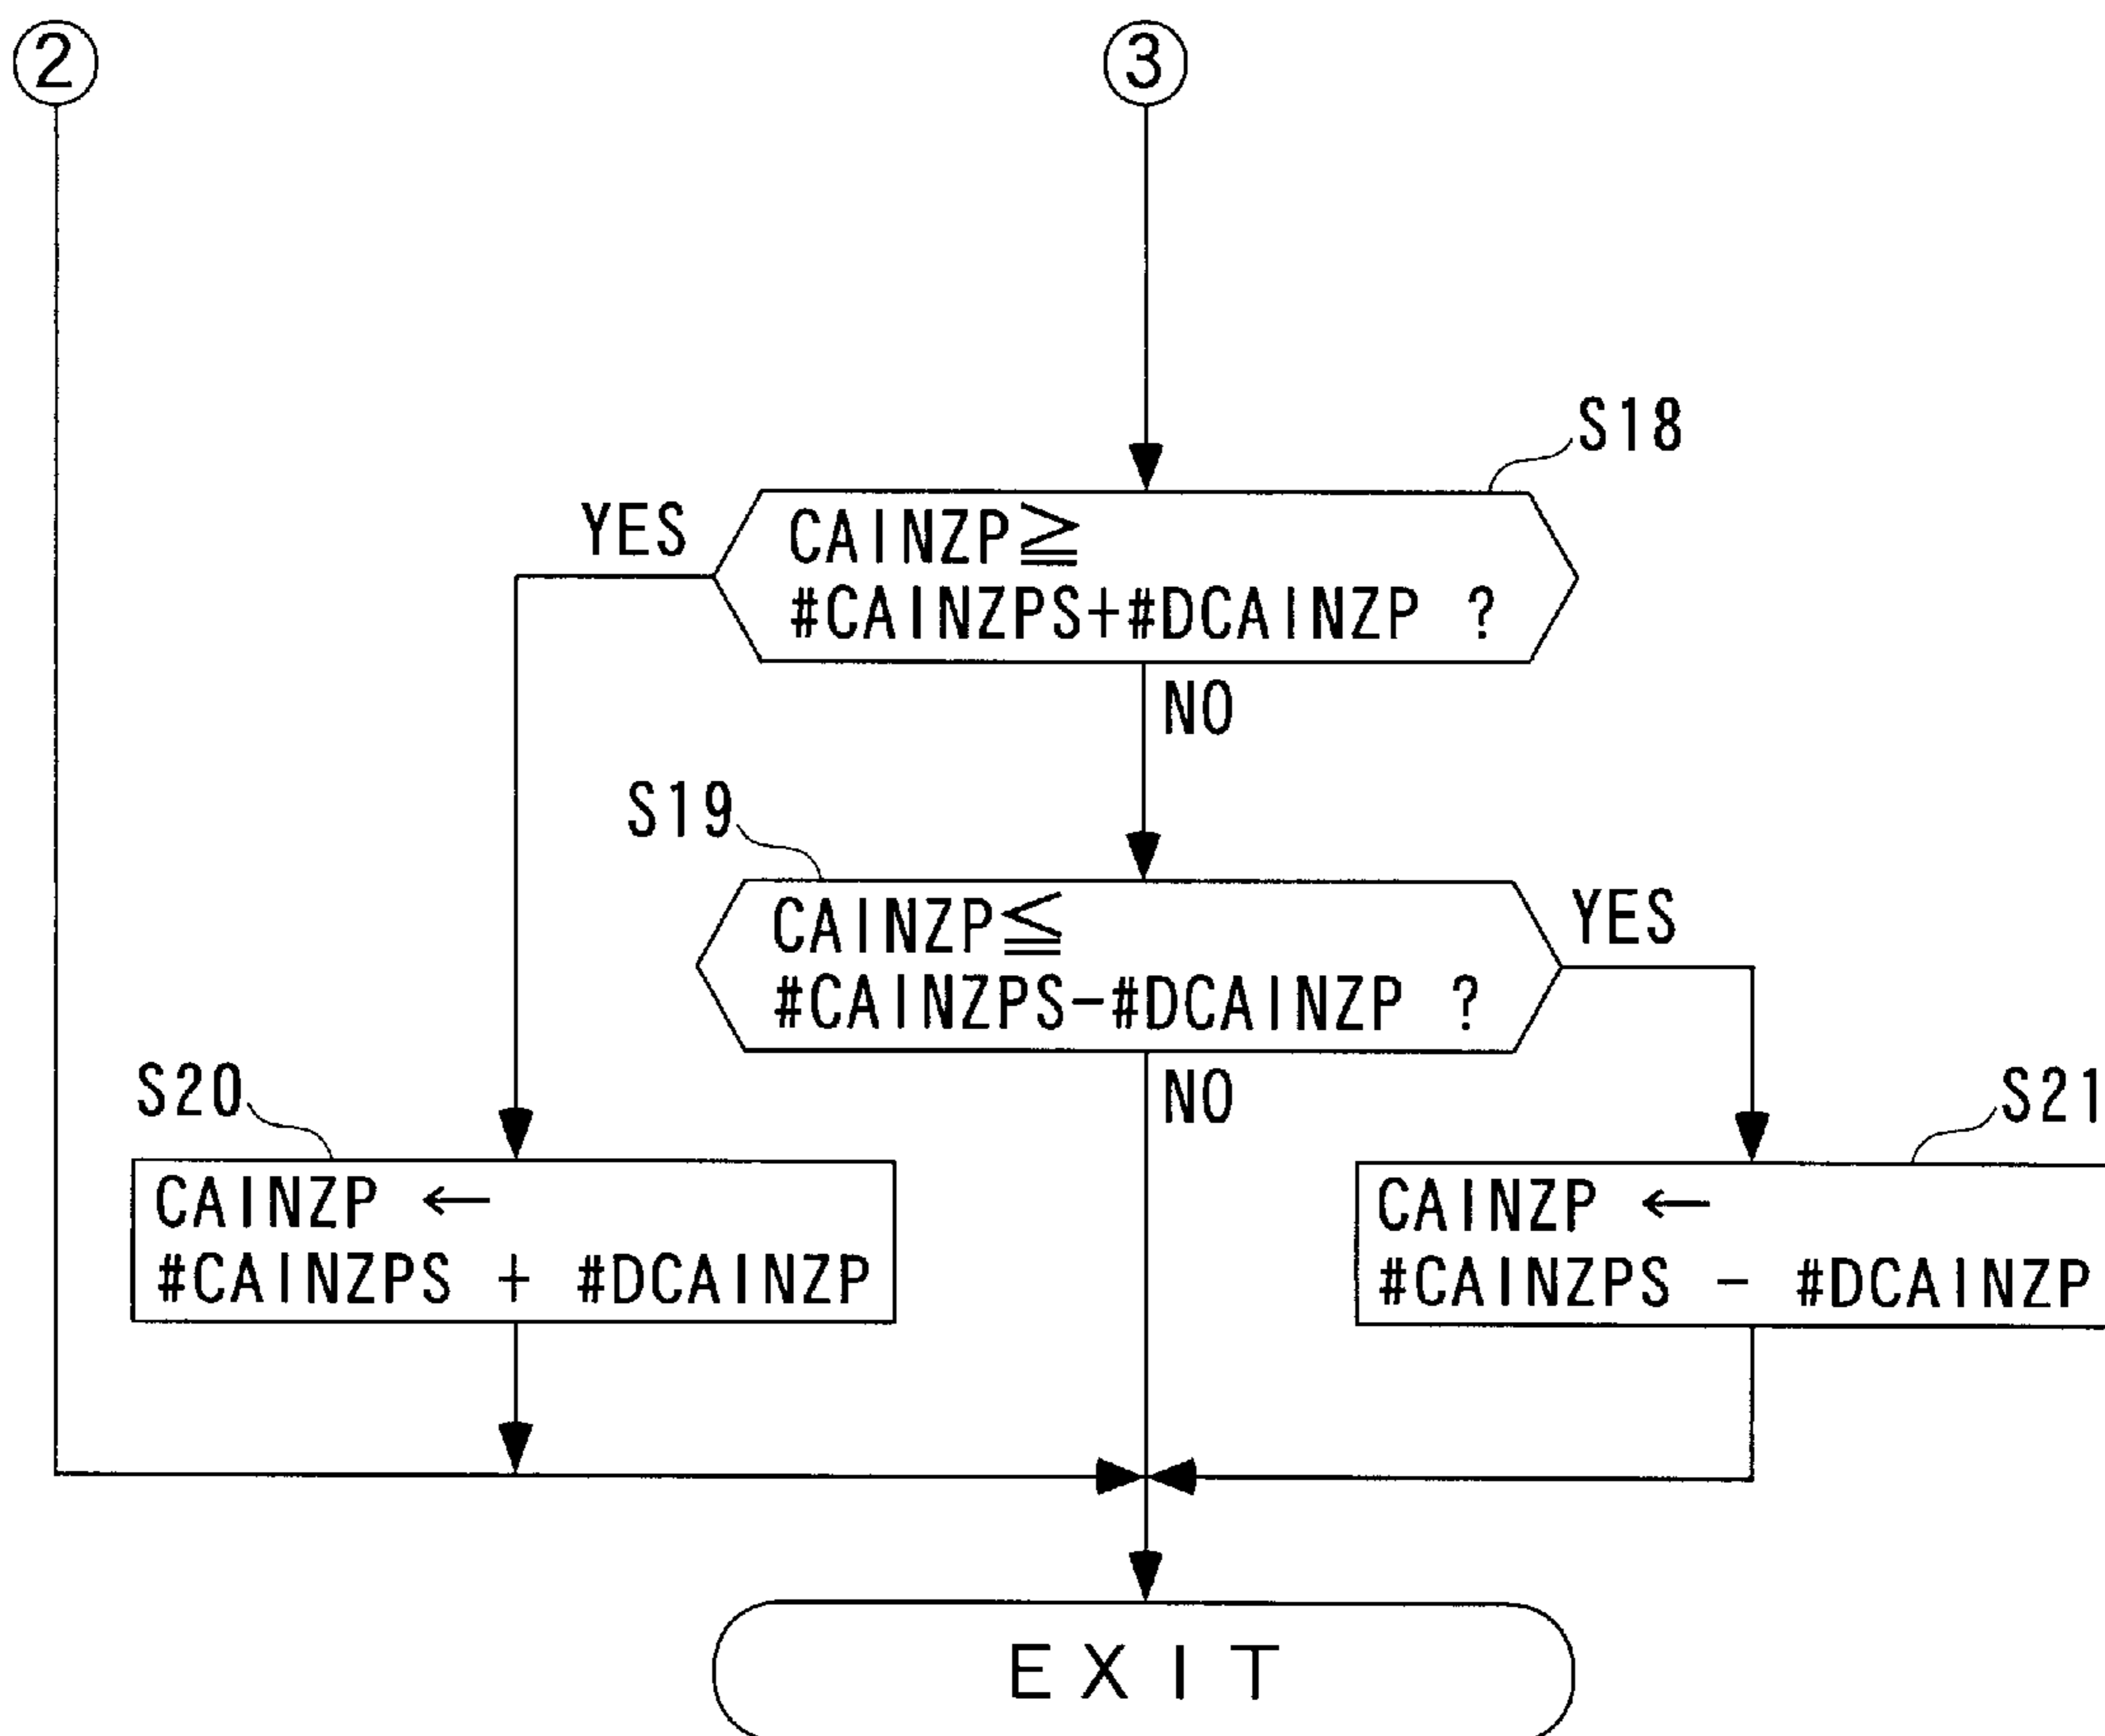 ②
③
S18
YES
CAINZP≧
#CAINZPS+#DCAINZP ?
NO
S19
YES
CAINZP≦
#CAINZPS-#DCAINZP ?
NO
S20
S21
CAINZP ←
#CAINZPS + #DCAINZP
CAINZP ←
#CAINZPS - #DCAINZP
EXIT